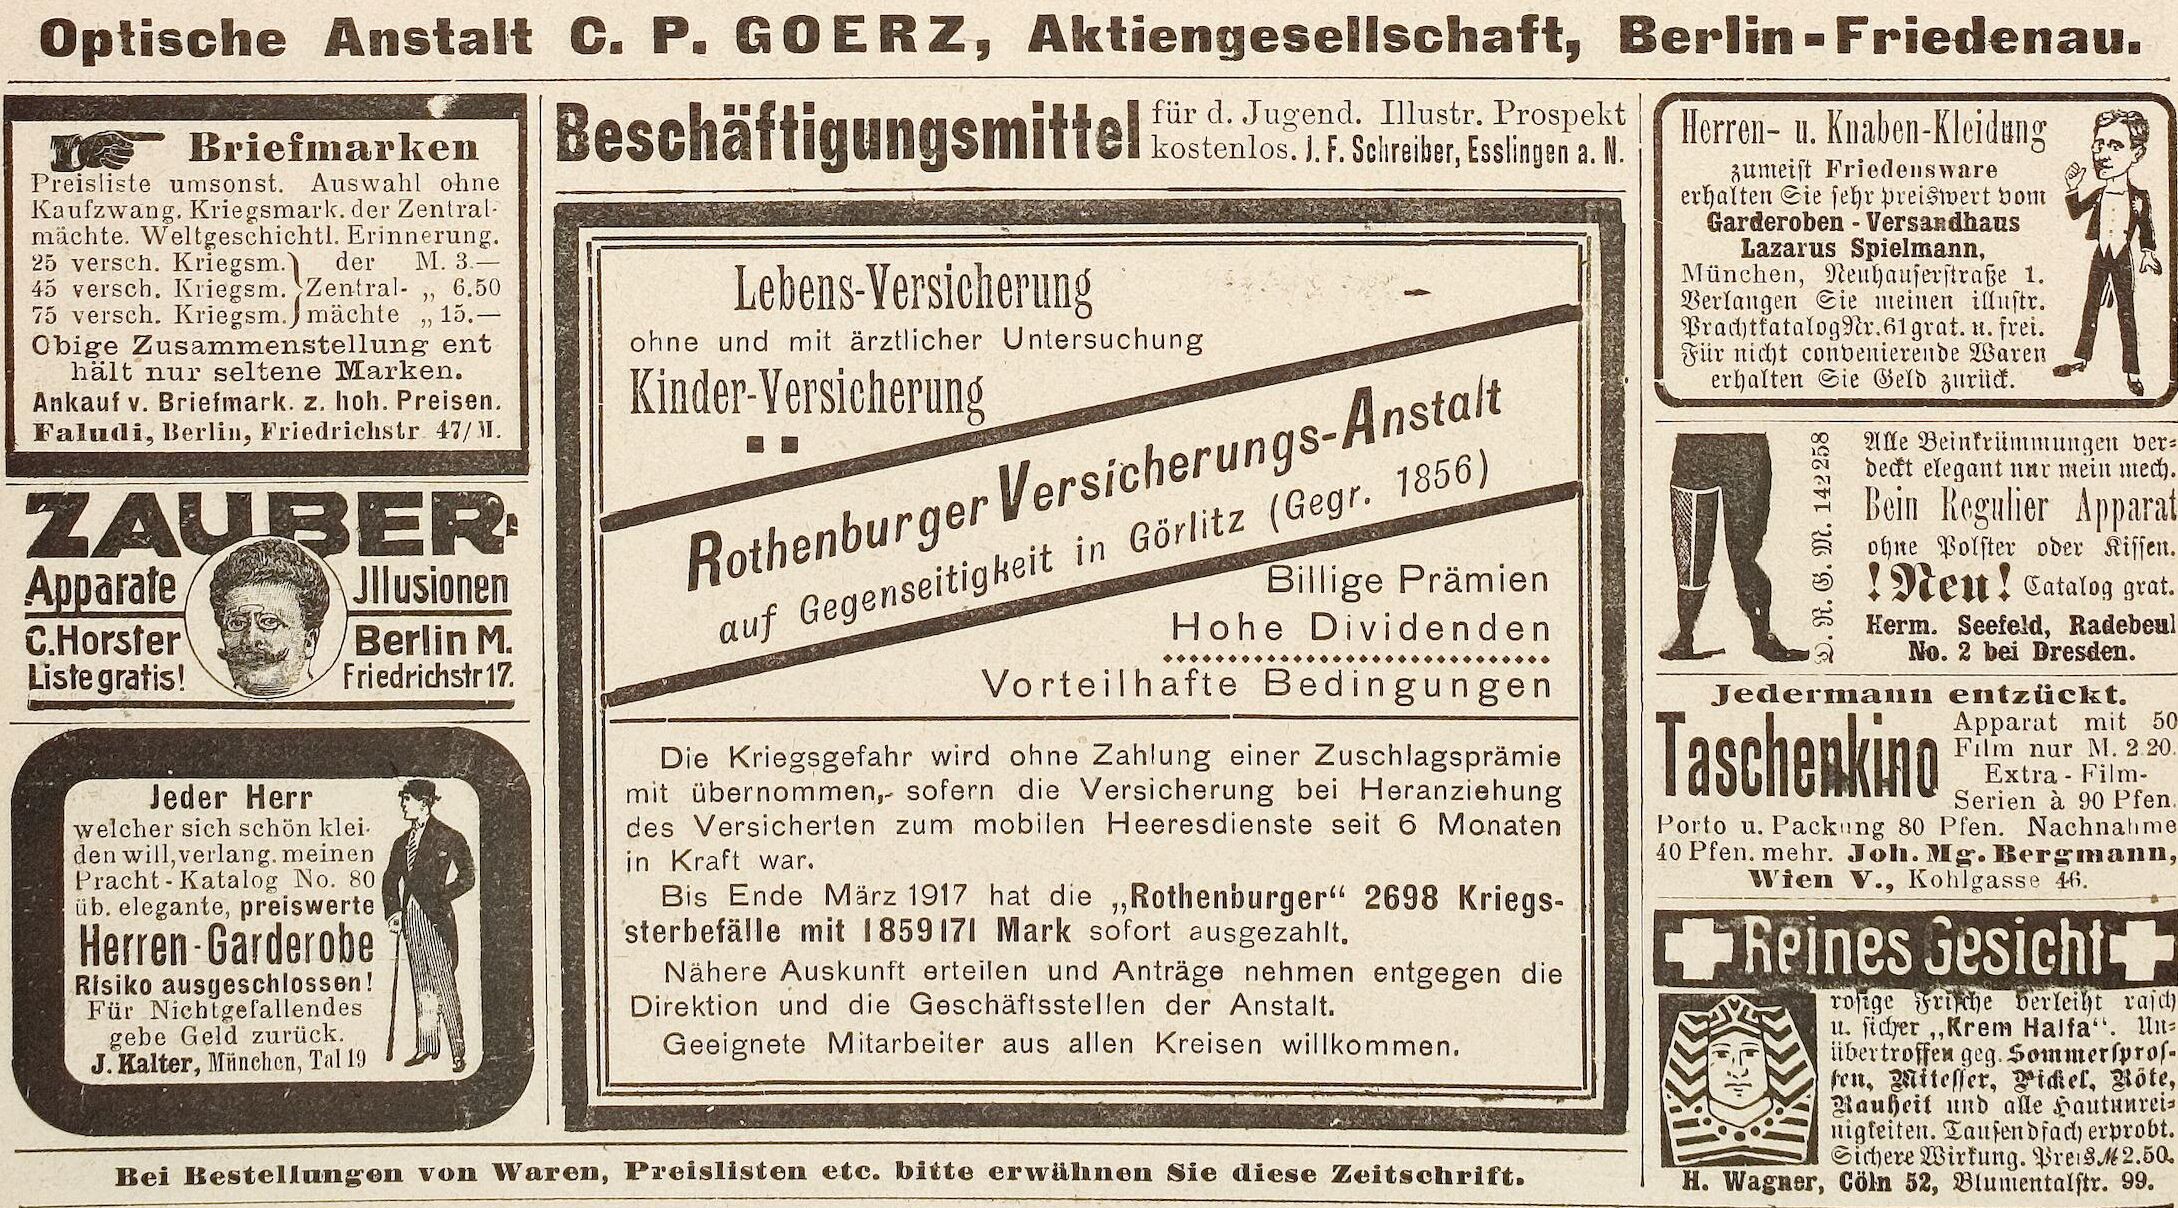 Optische Anstalt C. P. GOERZ, Aktiengesellschaft, Berlin-Friedenau.
Briefmarken
Preisliste umsonst. Auswahl ohne
Kaufzwang. Kriegsmark. der Zentral-
mächte. Weltgeschichtl. Erinnerung.
25 versch. Kriegsm. der M. 3.—
45 versch. Kriegsm. Zentral- „ 6.50
75 versch. Kriegsm. mächte „ 15.—
Obige Zusammenstellung ent
hält nur seltene Marken.
Ankauf v. Briefmark. z. hoh. Preisen.
Faludi, Berlin, Friedrichstr 47/M.
ZAUBER-
Apparate Jllusionen
C. Horster Berlin M.
Liste gratis! Friedrichstr 17.
Jeder Herr
welcher sich schön klei-
den will, verlang. meinen
Pracht-Katalog No. 80
üb. elegante, preiswerte
Herren-Garderobe
Risiko ausgeschlossen!
Für Nichtgefallendes
gebe Geld zurück.
J. Kalter, München, Tal 19
Beschäftigungsmittel für d. Jugend. Illustr. Prospekt
kostenlos. J. F. Schreiber, Esslingen a. N.
Lebens-Versicherung
ohne und mit ärztlicher Untersuchung
Kinder-Versicherung
Rothenburger Versicherungs-Anstalt
auf Gegenseitigkeit in Görlitz (Gegr. 1856)
Billige Prämien
Hohe Dividenden
Vorteilhafte Bedingungen
Die Kriegsgefahr wird ohne Zahlung einer Zuschlagsprämie
mit übernommen, sofern die Versicherung bei Heranziehung
des Versicherten zum mobilen Heeresdienste seit 6 Monaten
in Kraft war.
Bis Ende März 1917 hat die „Rothenburger“ 2698 Kriegs-
sterbefälle mit 1859171 Mark sofort ausgezahlt.
Nähere Auskunft erteilen und Anträge nehmen entgegen die
Direktion und die Geschäftsstellen der Anstalt.
Geeignete Mitarbeiter aus allen Kreisen willkommen.
Herren- u. Knaben-Kleidung
zumeist Friedensware
erhalten Sie sehr preiswert vom
Garderoben-Versandhaus
Lazarus Spielmann,
München, Neuhauserstraße 1.
Verlangen Sie meinen illustr.
Prachtkatalog Nr. 61 grat. u. frei.
Für nicht convenierende Waren
erhalten Sie Geld zurück.
D. R. G. M. 142258
Alle Beinkrümmungen ver-
deckt elegant nur mein mech.
Bein Regulier Apparat
ohne Polster oder Kissen.
!Neu! Catalog grat.
Herm. Seefeld, Radebeul
No. 2 bei Dresden.
Jedermann entzückt.
Taschenkino
Apparat mit 50
Film nur M. 2.20.
Extra-Film-
Serien à 90 Pfen.
Porto u. Packung 80 Pfen. Nachnahme
40 Pfen. mehr. Joh. Mg. Bergmann,
Wien V., Kohlgasse 46.
Reines Gesicht
rosige Frische verleiht rasch
u. sicher „Krem Halfa“. Un-
übertroffen geg. Sommerspros-
sen, Mitesser, Pickel, Röte,
Rauheit und alle Hautunrei-
nigkeiten. Tausendfach erprobt.
Sichere Wirkung. Preis M 2.50.
H. Wagner, Cöln 52, Blumentalstr. 99.
Bei Bestellungen von Waren, Preislisten etc. bitte erwähnen Sie diese Zeitschrift.